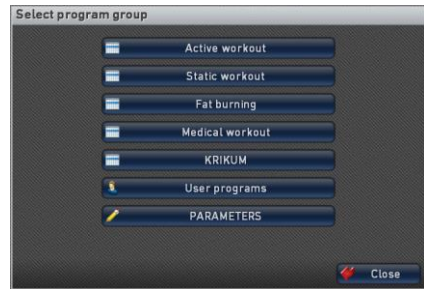 Select program group
Active workout
Static workout
Fat burning
Medical workout
KRIKUM
User programs
PARAMETERS
Close